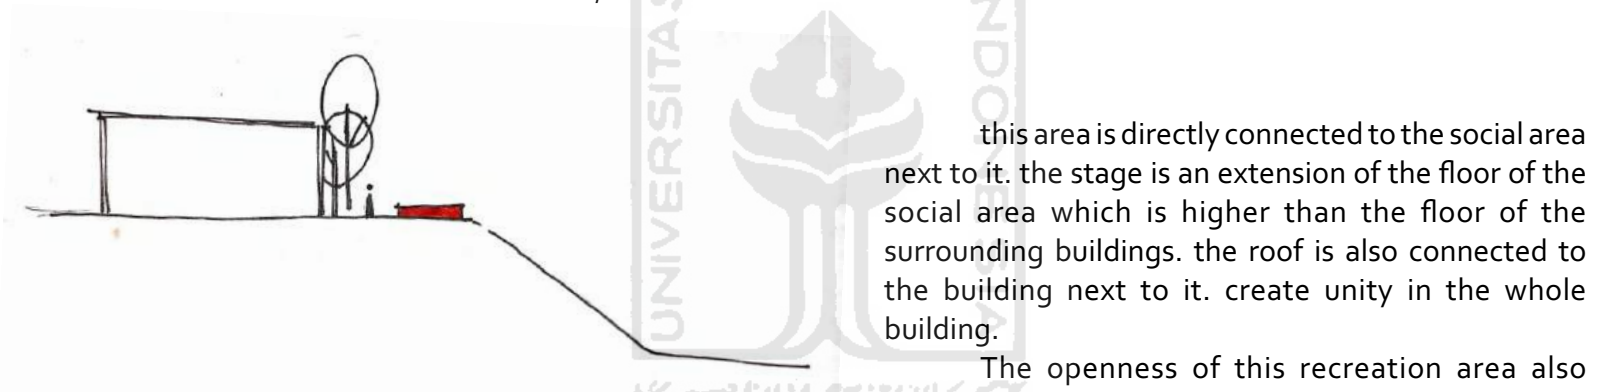 UNIVERSITAS
INDONESIA
this area is directly connected to the social area
next to it. the stage is an extension of the floor of the
social area which is higher than the floor of the
surrounding buildings. the roof is also connected to
the building next to it. create unity in the whole
building.
The openness of this recreation area also